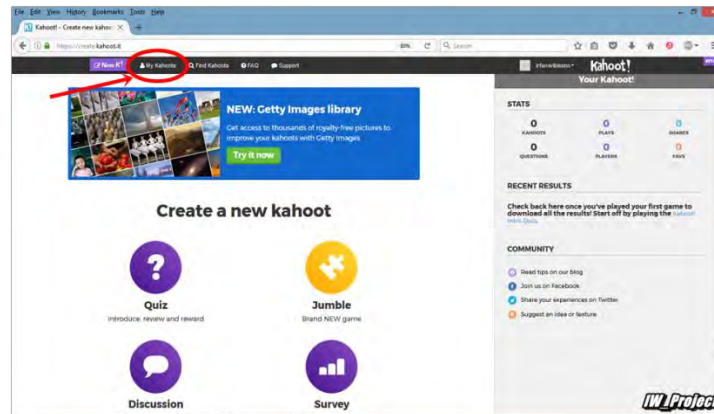 File Edit View History Bookmarks Tools Help
Kahoot! - Create new kahoo
https://create.kahoot.it
80%
Search
New K!
My Kahoots
Find Kahoots
FAQ
Support
Kahoot!
NEW: Getty Images library
Get access to thousands of royalty-free pictures to
improve your kahoots with Getty Images
Try it now
Create a new kahoot
?
Quiz
Introduce, review and reward
Jumble
Brand NEW game
Discussion
Survey
Your Kahoot!
STATS
0 0 0
KAHOOTS PLAYS SHARES
0 0 0
QUESTIONS PLAYERS FAVS
RECENT RESULTS
Check back here once you've played your first game to
download all the results! Start off by playing the Kahoot!
Intro Quiz.
COMMUNITY
Read tips on our blog
Join us on Facebook
Share your experiences on Twitter
Suggest an idea or feature
IW_Project